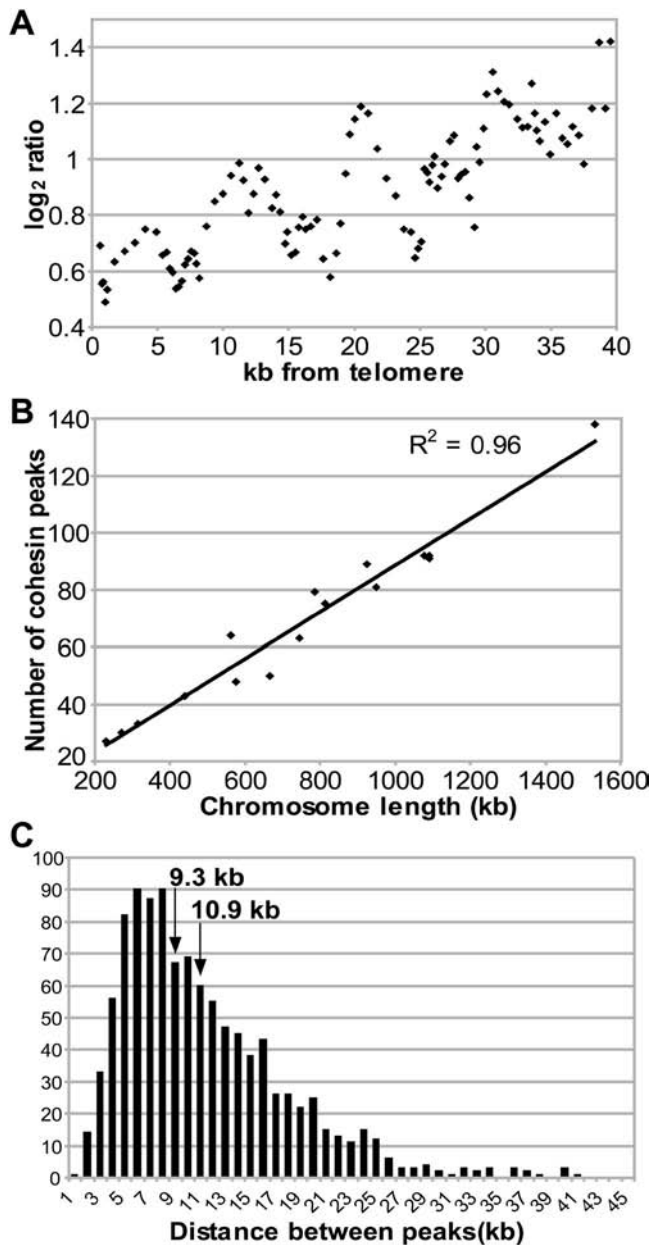 A
log₂ ratio
1.4
1.2
1
0.8
0.6
0.4
0 5 10 15 20 25 30 35 40
kb from telomere
B
Number of cohesin peaks
140
R² = 0.96
120
100
80
60
40
20
200 400 600 800 1000 1200 1400 1600
Chromosome length (kb)
C
100
9.3 kb
90
10.9 kb
80
70
60
50
40
30
20
10
0
1 3 5 7 9 11 13 15 17 19 21 23 25 27 29 31 33 35 37 39 41 43 45
Distance between peaks(kb)